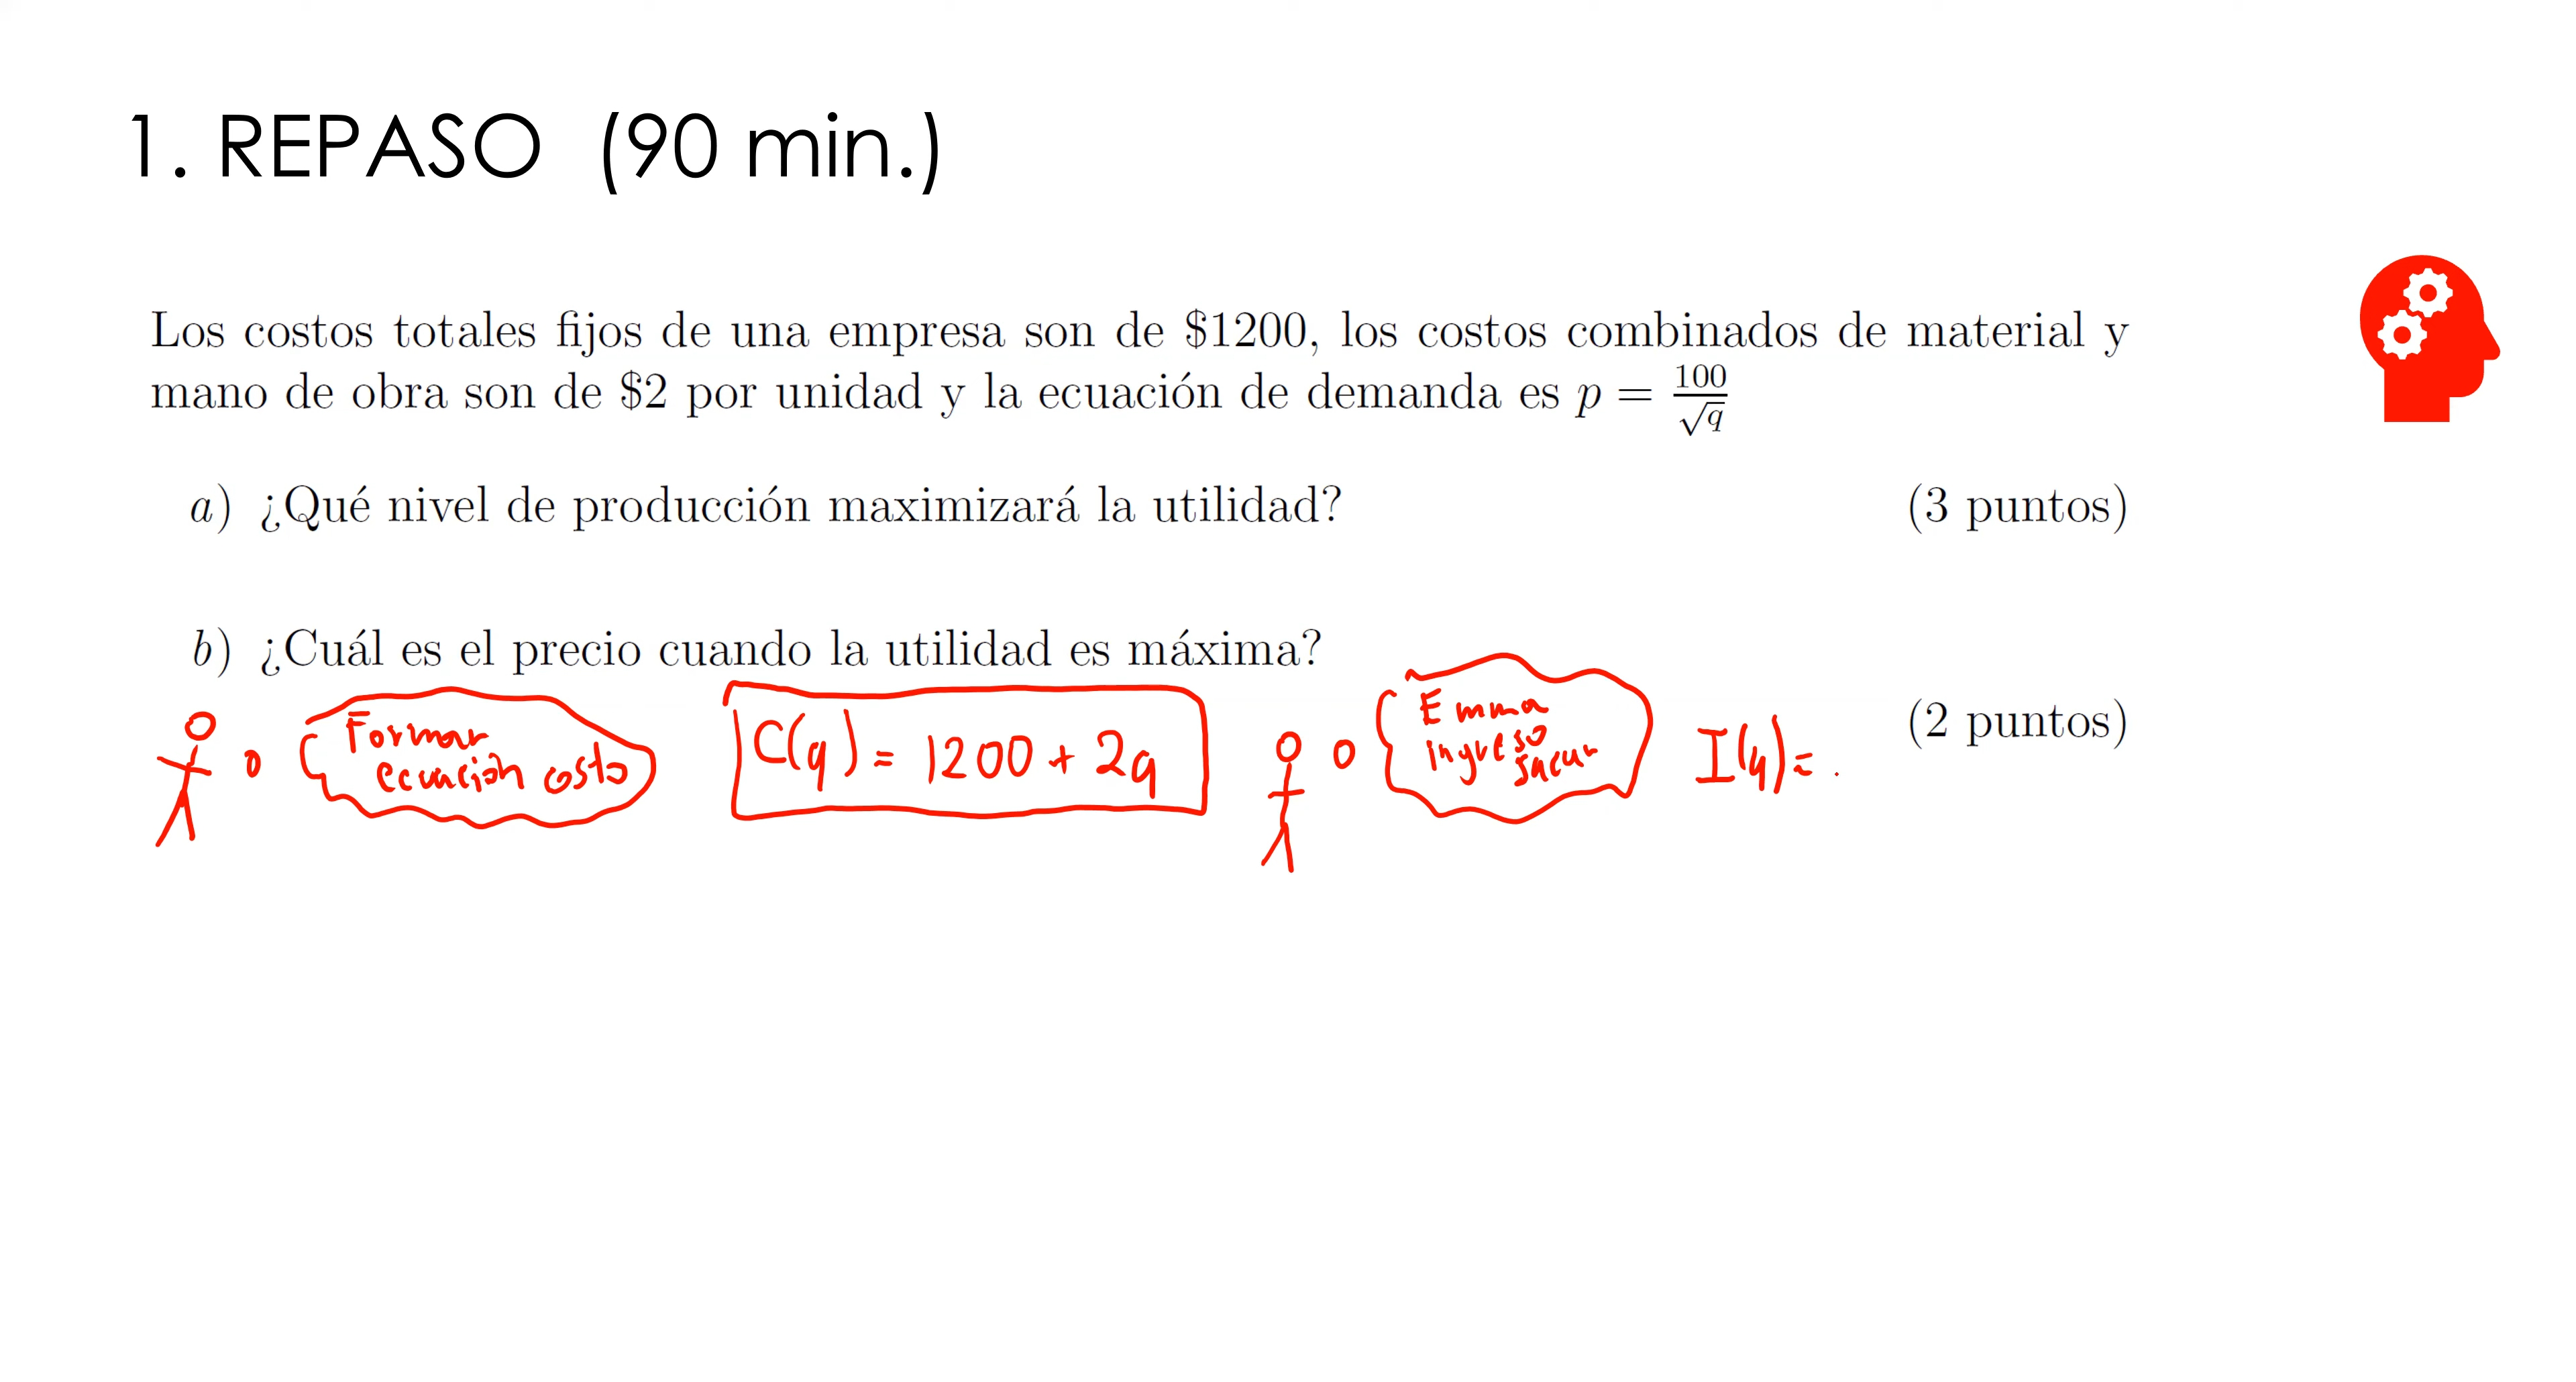 1. REPASO (90 min.)
Los costos totales fijos de una empresa son de $1200, los costos combinados de material y
mano de obra son de $2 por unidad y la ecuación de demanda es p = 100/√q
a) ¿Qué nivel de producción maximizará la utilidad? (3 puntos)
b) ¿Cuál es el precio cuando la utilidad es máxima?
(2 puntos)
Formar
ecuación costo
C(q) = 1200 + 2q
Emma
ingreso
sacar
I(q) = .